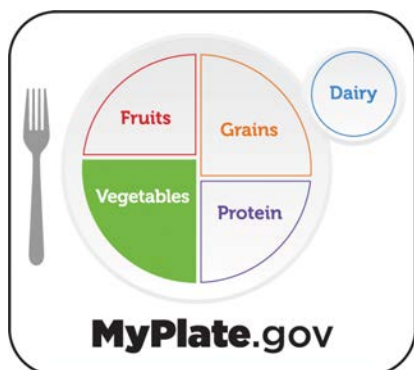 Fruits
Grains
Dairy
Vegetables
Protein
MyPlate.gov